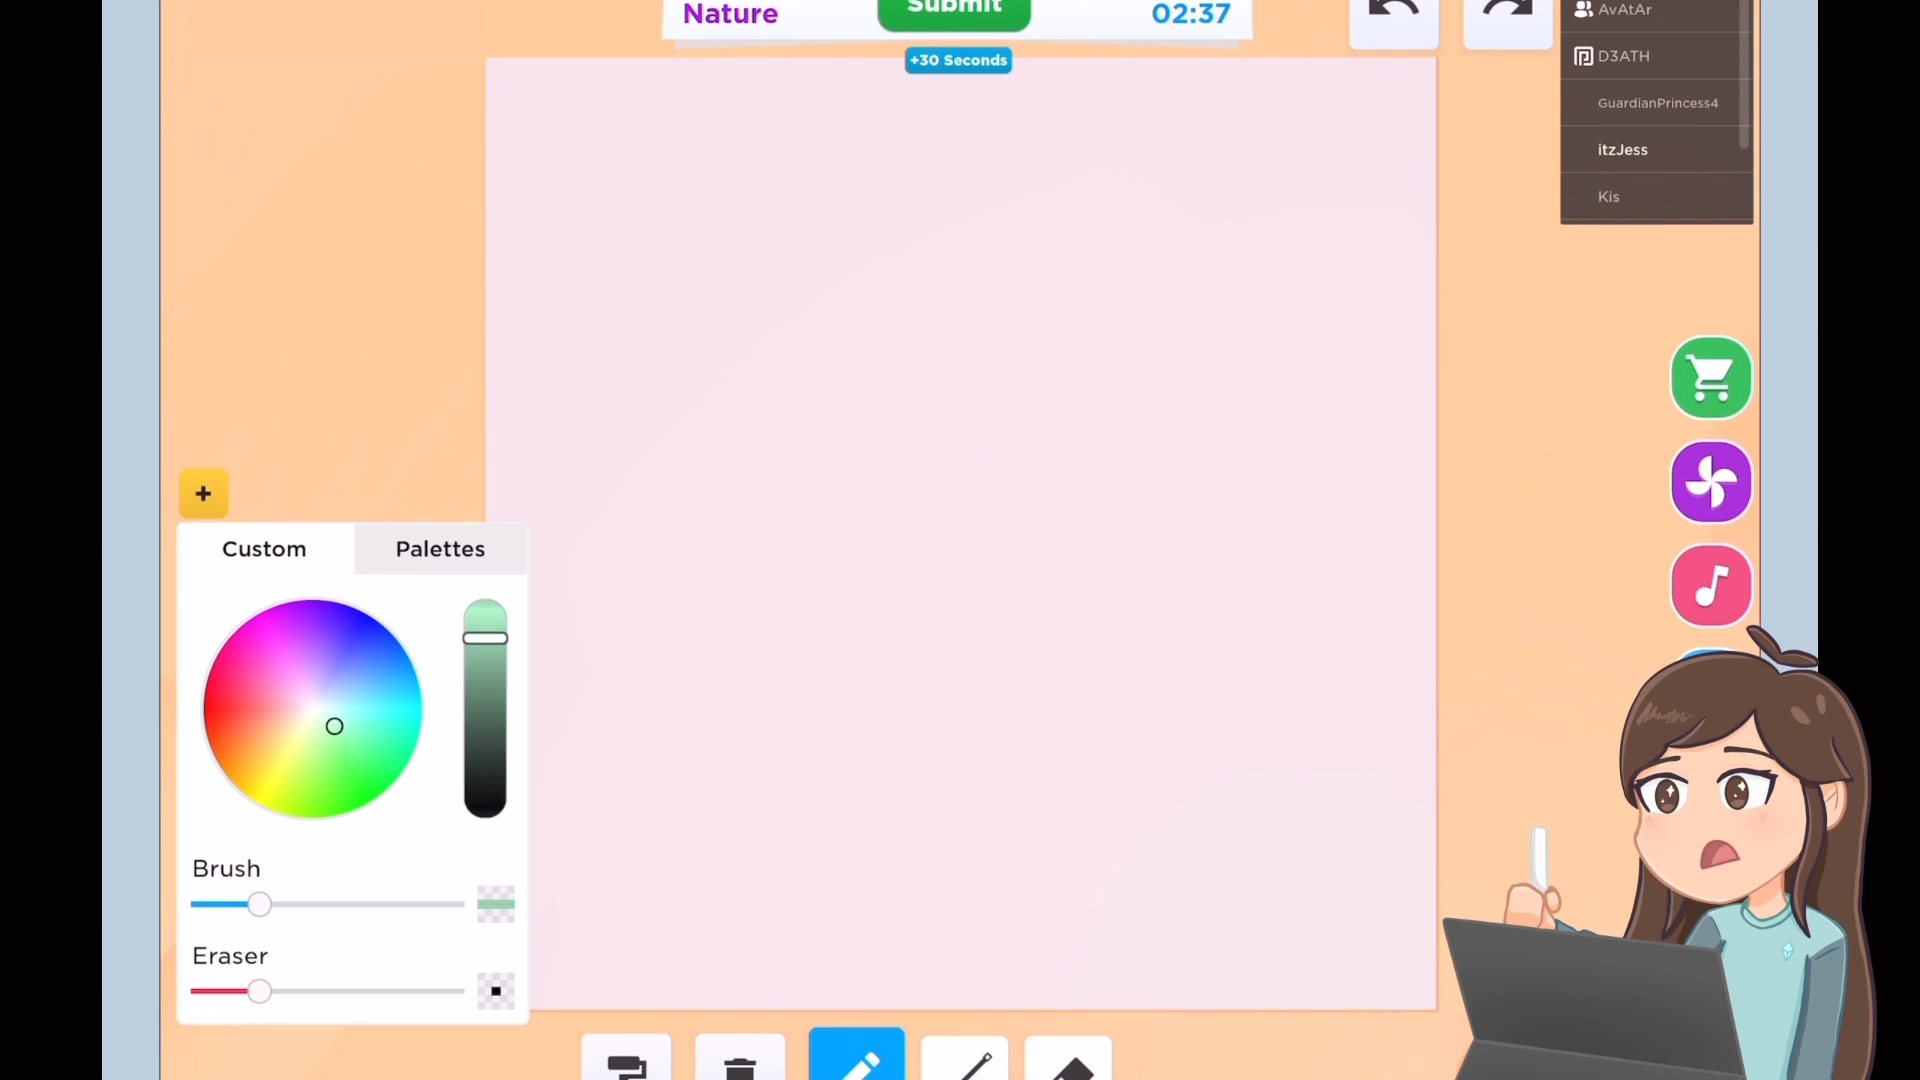 Nature
Submit
02:37
+30 Seconds
AvAtAr
D3ATH
GuardianPrincess4
itzJess
Kis
+
Custom
Palettes
Brush
Eraser